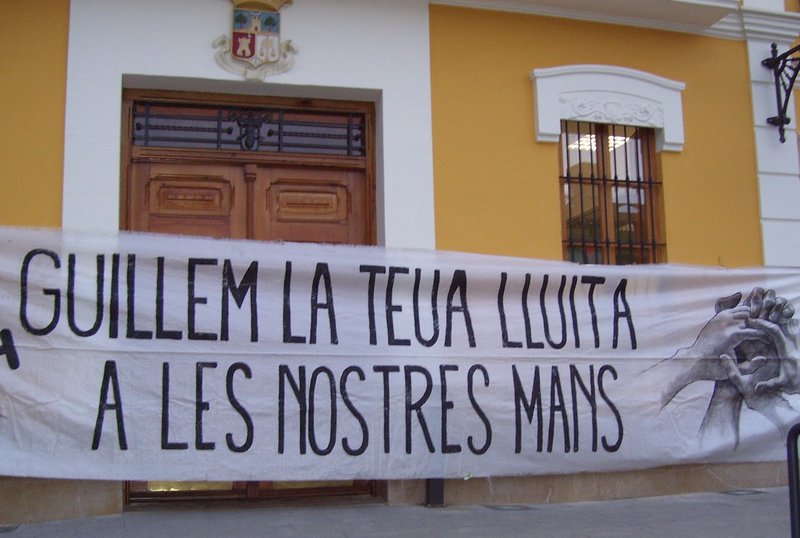 GUILLEM LA TEUA LLUITA
A LES NOSTRES MANS